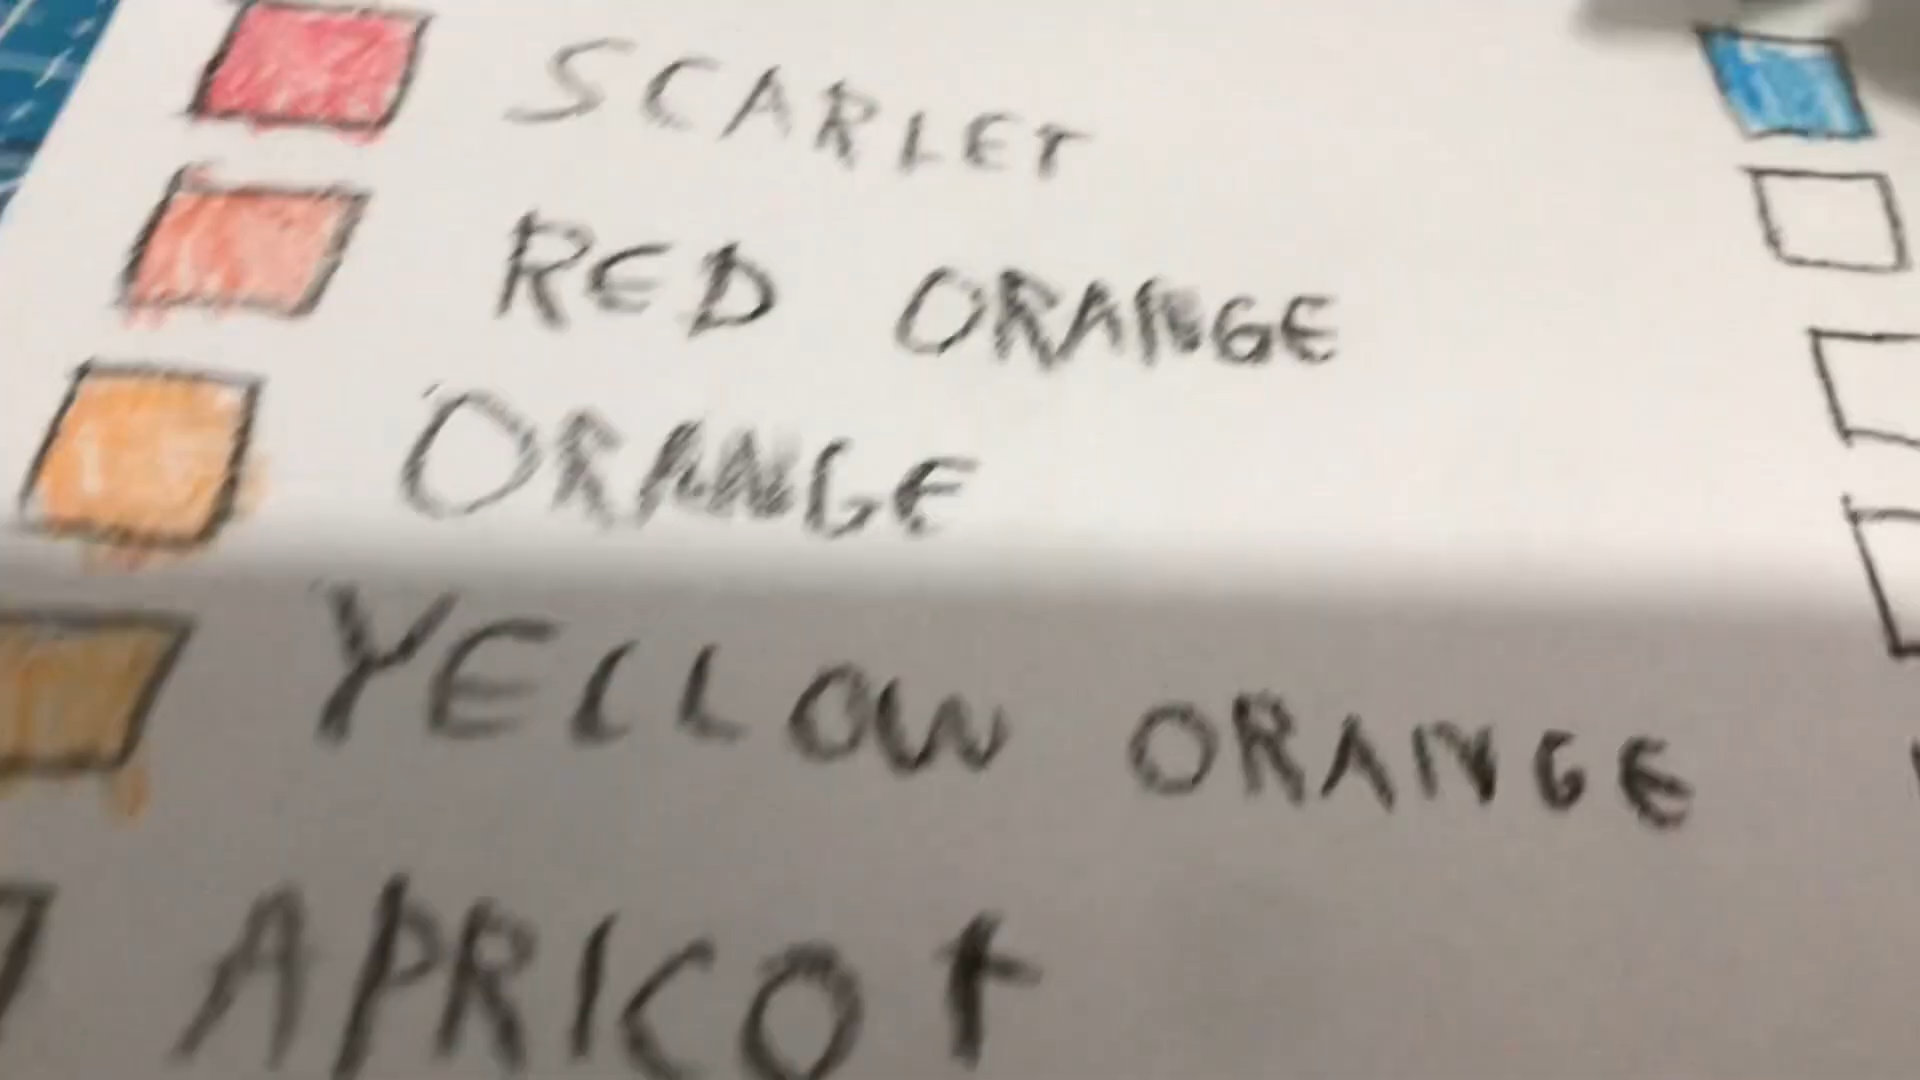 SCARLET
RED ORANGE
ORANGE
YELLOW ORANGE
APRICOT